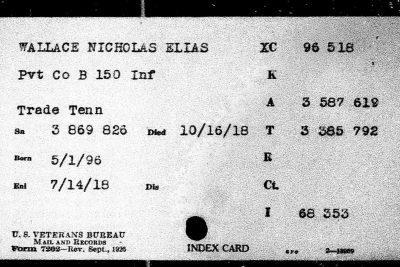 WALLACE NICHOLAS ELIAS XC 96 518
Pvt Co B 150 Inf K
Trade Tenn A 3 587 619
Sn 3 869 826 Died 10/16/18 T 3 385 792
Born 5/1/96 R
Enl 7/14/18 Dis Ct.
I 68 353
U. S. VETERANS BUREAU
MAIL AND RECORDS
Form 7202—Rev. Sept., 1926 INDEX CARD